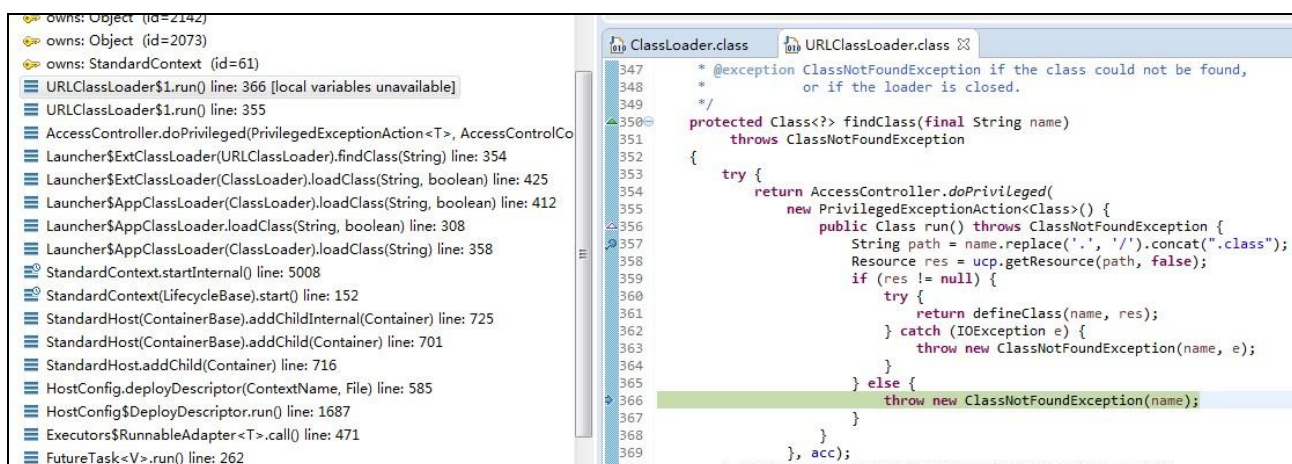 owns: Object (id=2142)
owns: Object (id=2073)
owns: StandardContext (id=61)
URLClassLoader$1.run() line: 366 [local variables unavailable]
URLClassLoader$1.run() line: 355
AccessController.doPrivileged(PrivilegedExceptionAction<T>, AccessControlCo
Launcher$ExtClassLoader(URLClassLoader).findClass(String) line: 354
Launcher$ExtClassLoader(ClassLoader).loadClass(String, boolean) line: 425
Launcher$AppClassLoader(ClassLoader).loadClass(String, boolean) line: 412
Launcher$AppClassLoader.loadClass(String, boolean) line: 308
Launcher$AppClassLoader(ClassLoader).loadClass(String) line: 358
StandardContext.startInternal() line: 5008
StandardContext(LifecycleBase).start() line: 152
StandardHost(ContainerBase).addChildInternal(Container) line: 725
StandardHost(ContainerBase).addChild(Container) line: 701
StandardHost.addChild(Container) line: 716
HostConfig.deployDescriptor(ContextName, File) line: 585
HostConfig$DeployDescriptor.run() line: 1687
Executors$RunnableAdapter<T>.call() line: 471
FutureTask<V>.run() line: 262
ClassLoader.class URLClassLoader.class
347 * @exception ClassNotFoundException if the class could not be found,
348 * or if the loader is closed.
349 */
350 protected Class<?> findClass(final String name)
351 throws ClassNotFoundException
352 {
353 try {
354 return AccessController.doPrivileged(
355 new PrivilegedExceptionAction<Class>() {
356 public Class run() throws ClassNotFoundException {
357 String path = name.replace('.', '/').concat(".class");
358 Resource res = ucp.getResource(path, false);
359 if (res != null) {
360 try {
361 return defineClass(name, res);
362 } catch (IOException e) {
363 throw new ClassNotFoundException(name, e);
364 }
365 } else {
366 throw new ClassNotFoundException(name);
367 }
368 }
369 }, acc);